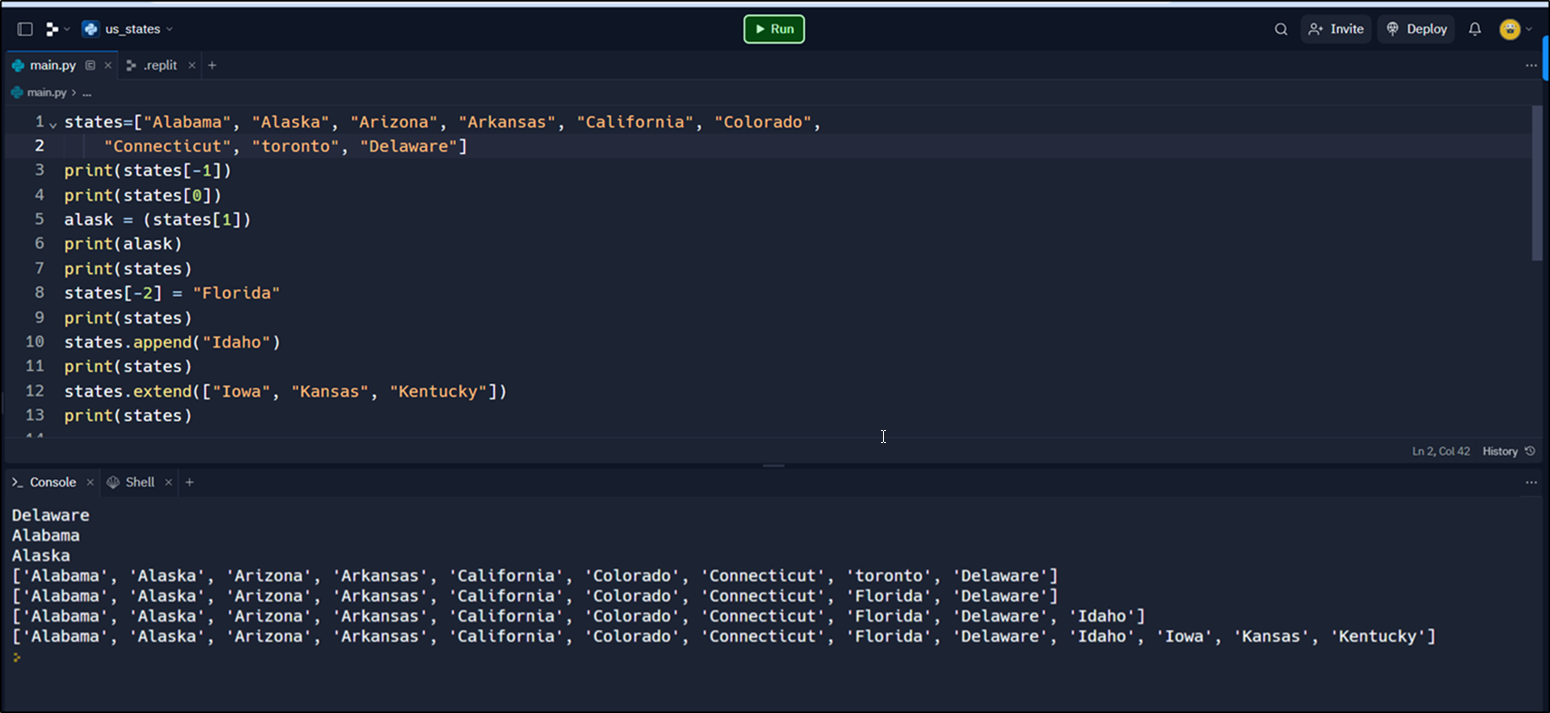 us_states
Run
Invite
Deploy
main.py
.replit
main.py > ...
1 states=["Alabama", "Alaska", "Arizona", "Arkansas", "California", "Colorado",
2 "Connecticut", "toronto", "Delaware"]
3 print(states[-1])
4 print(states[0])
5 alask = (states[1])
6 print(alask)
7 print(states)
8 states[-2] = "Florida"
9 print(states)
10 states.append("Idaho")
11 print(states)
12 states.extend(["Iowa", "Kansas", "Kentucky"])
13 print(states)
14
Ln 2, Col 42 History
Console
Shell
Delaware
Alabama
Alaska
['Alabama', 'Alaska', 'Arizona', 'Arkansas', 'California', 'Colorado', 'Connecticut', 'toronto', 'Delaware']
['Alabama', 'Alaska', 'Arizona', 'Arkansas', 'California', 'Colorado', 'Connecticut', 'Florida', 'Delaware']
['Alabama', 'Alaska', 'Arizona', 'Arkansas', 'California', 'Colorado', 'Connecticut', 'Florida', 'Delaware', 'Idaho']
['Alabama', 'Alaska', 'Arizona', 'Arkansas', 'California', 'Colorado', 'Connecticut', 'Florida', 'Delaware', 'Idaho', 'Iowa', 'Kansas', 'Kentucky']